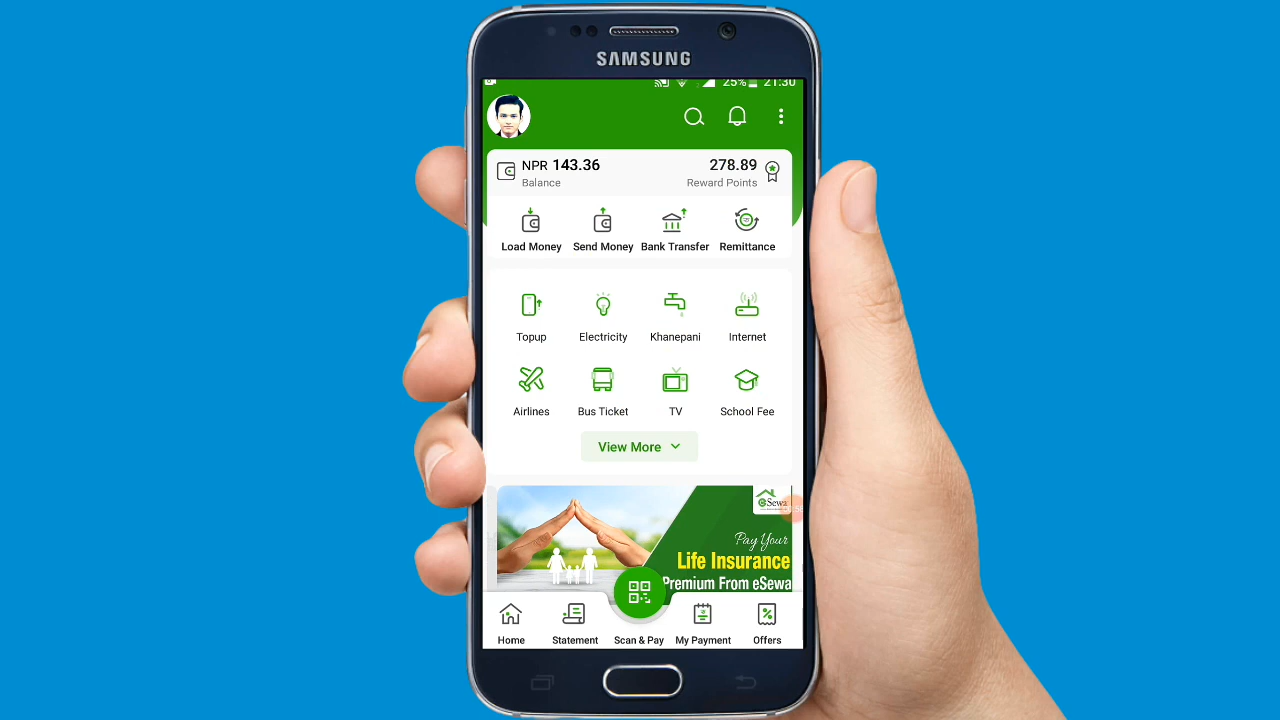 SAMSUNG
25% 21:30
NPR 143.36
Balance
278.89
Reward Points
Load Money
Send Money
Bank Transfer
Remittance
Topup
Electricity
Khanepani
Internet
Airlines
Bus Ticket
TV
School Fee
View More
eSewa
Pay Your
Life Insurance
Premium From eSewa
Home
Statement
Scan & Pay
My Payment
Offers